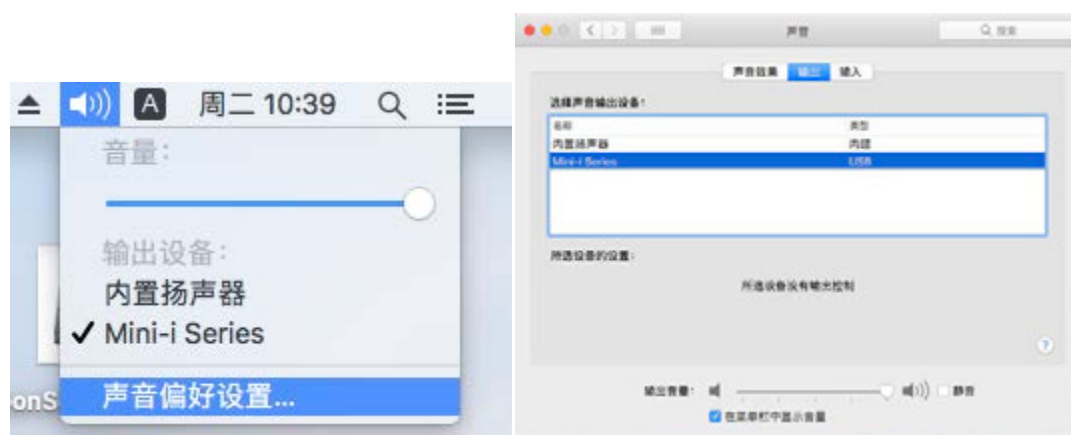 A 周二 10:39
音量：
输出设备：
内置扬声器
✓ Mini-i Series
onS
声音偏好设置...
声音
搜索
声音效果 输出 输入
选择声音输出设备：
名称 类型
内置扬声器 内建
Mini-i Series USB
所选设备的设置：
所选设备没有输出控制
?
输出音量： 静音
在菜单栏中显示音量